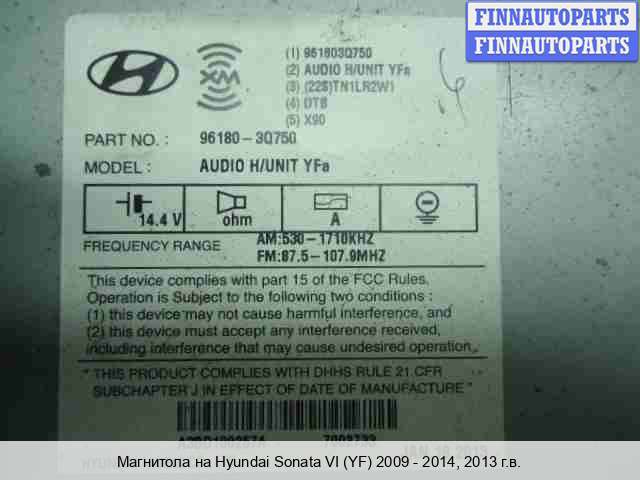 FINNAUTOPARTS
FINNAUTOPARTS
XM
(1) 961803Q750
(2) AUDIO H/UNIT YFa
(3) (22S)TN1LR2W1
(4) DTB
(5) X90
PART NO. : 96180-3Q750
MODEL : AUDIO H/UNIT YFa
14.4 V ohm A
FREQUENCY RANGE AM:530-1710KHZ
FM:87.5-107.9MHZ
This device complies with part 15 of the FCC Rules.
Operation is Subject to the following two conditions :
(1) this device may not cause harmful interference, and
(2) this device must accept any interference received,
including interference that may cause undesired operation.
" THIS PRODUCT COMPLIES WITH DHHS RULE 21.CFR
SUBCHAPTER J IN EFFECT OF DATE OF MANUFACTURE "
7002733
JAN 18 2013
Магнитола на Hyundai Sonata VI (YF) 2009 - 2014, 2013 г.в.